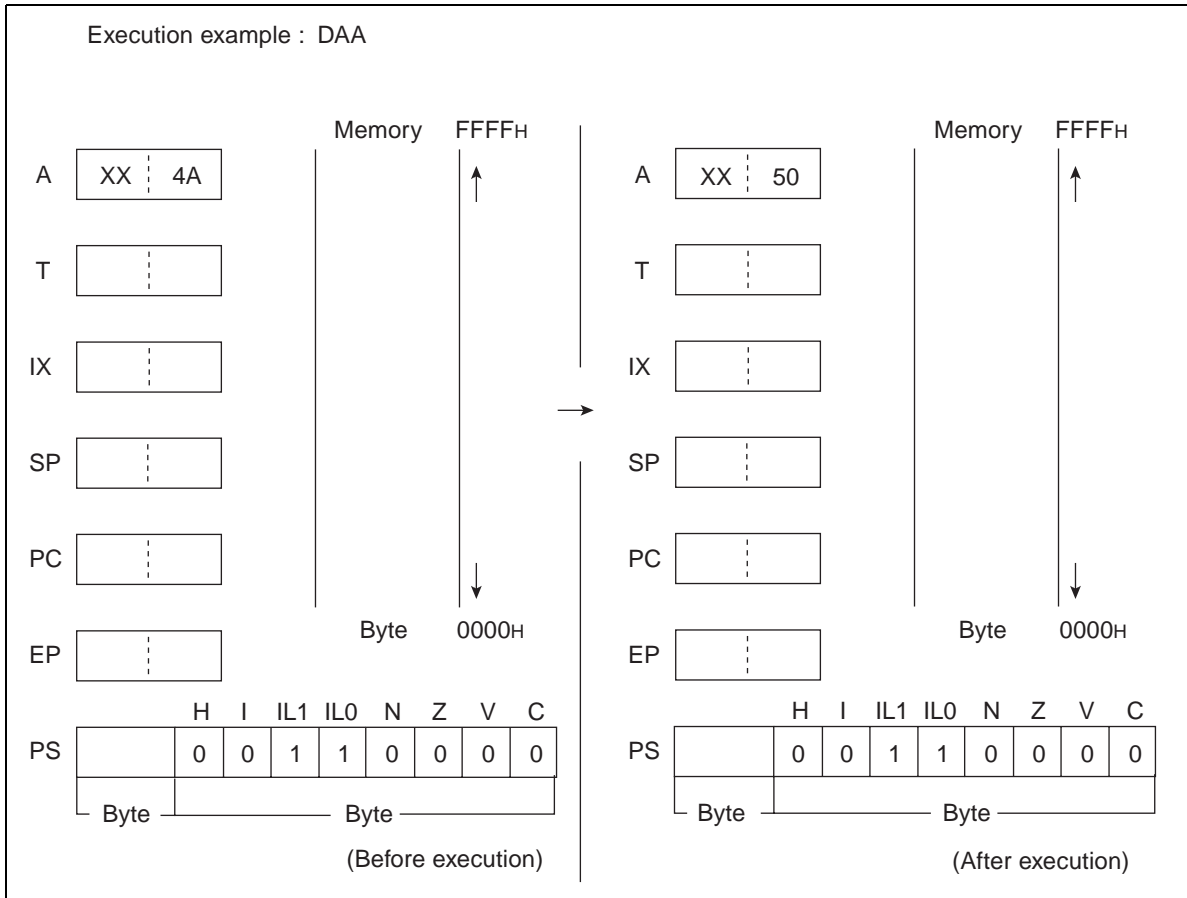 Execution example : DAA
Memory FFFFH
A XX 4A
T
IX
SP
PC
Byte 0000H
EP
H I IL1 IL0 N Z V C
PS 0 0 1 1 0 0 0 0
Byte Byte
(Before execution)
Memory FFFFH
A XX 50
T
IX
SP
PC
Byte 0000H
EP
H I IL1 IL0 N Z V C
PS 0 0 1 1 0 0 0 0
Byte Byte
(After execution)